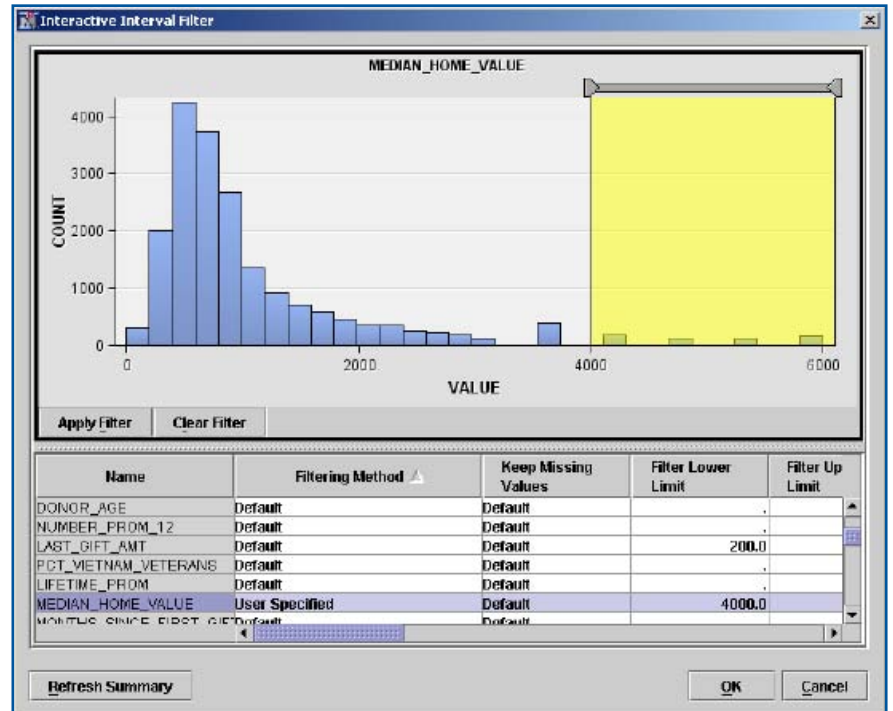 Interactive Interval Filter
MEDIAN_HOME_VALUE
4000
3000
2000
1000
0
COUNT
0 2000 4000 6000
VALUE
Apply Filter Clear Filter
Name Filtering Method Keep Missing Values Filter Lower Limit Filter Up Limit
DONOR_AGE Default Default .
NUMBER_PROM_12 Default Default .
LAST_GIFT_AMT Default Default 200.0
PCT_VIETNAM_VETERANS Default Default .
LIFETIME_PROM Default Default .
MEDIAN_HOME_VALUE User Specified Default 4000.0
MONTHS_SINCE_FIRST_GIF Default Default
Refresh Summary OK Cancel